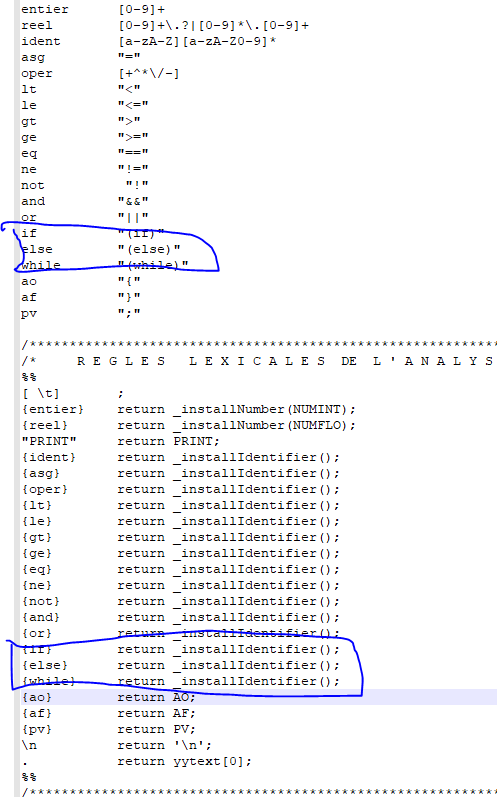 entier [0-9]+
reel [0-9]+\.?|[0-9]*\.[0-9]+
ident [a-zA-Z][a-zA-Z0-9]*
asg "="
oper [+^*\/-]
lt "<"
le "<="
gt ">"
ge ">="
eq "=="
ne "!="
not "!"
and "&&"
or "||"
if "(if)"
else "(else)"
while "(while)"
ao "{"
af "}"
pv ";"
/***********************************************************
/* R E G L E S L E X I C A L E S D E L ' A N A L Y S
%%
[ \t] ;
{entier} return _installNumber(NUMINT);
{reel} return _installNumber(NUMFLO);
"PRINT" return PRINT;
{ident} return _installIdentifier();
{asg} return _installIdentifier();
{oper} return _installIdentifier();
{lt} return _installIdentifier();
{le} return _installIdentifier();
{gt} return _installIdentifier();
{ge} return _installIdentifier();
{eq} return _installIdentifier();
{ne} return _installIdentifier();
{not} return _installIdentifier();
{and} return _installIdentifier();
{or} return _installIdentifier();
{if} return _installIdentifier();
{else} return _installIdentifier();
{while} return _installIdentifier();
{ao} return AO;
{af} return AF;
{pv} return PV;
\n return '\n';
. return yytext[0];
%%
/***********************************************************